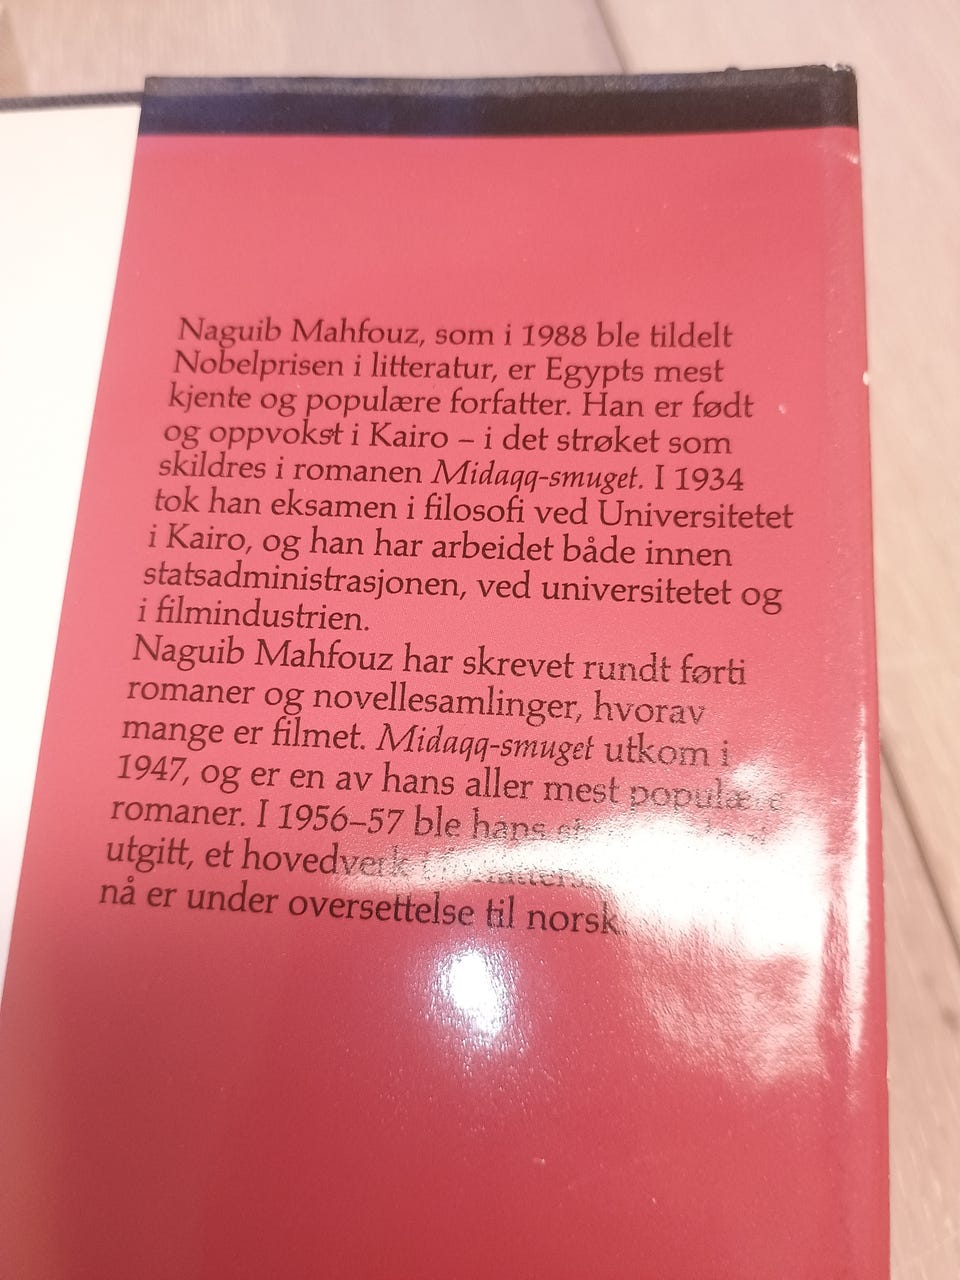 Naguib Mahfouz, som i 1988 ble tildelt
Nobelprisen i litteratur, er Egypts mest
kjente og populære forfatter. Han er født
og oppvokst i Kairo – i det strøket som
skildres i romanen Midaqq-smuget. I 1934
tok han eksamen i filosofi ved Universitetet
i Kairo, og han har arbeidet både innen
statsadministrasjonen, ved universitetet og
i filmindustrien.
Naguib Mahfouz har skrevet rundt førti
romaner og novellesamlinger, hvorav
mange er filmet. Midaqq-smuget utkom i
1947, og er en av hans aller mest populære
romaner. I 1956–57 ble hans
utgitt, et hovedverk i
nå er under oversettelse til norsk.